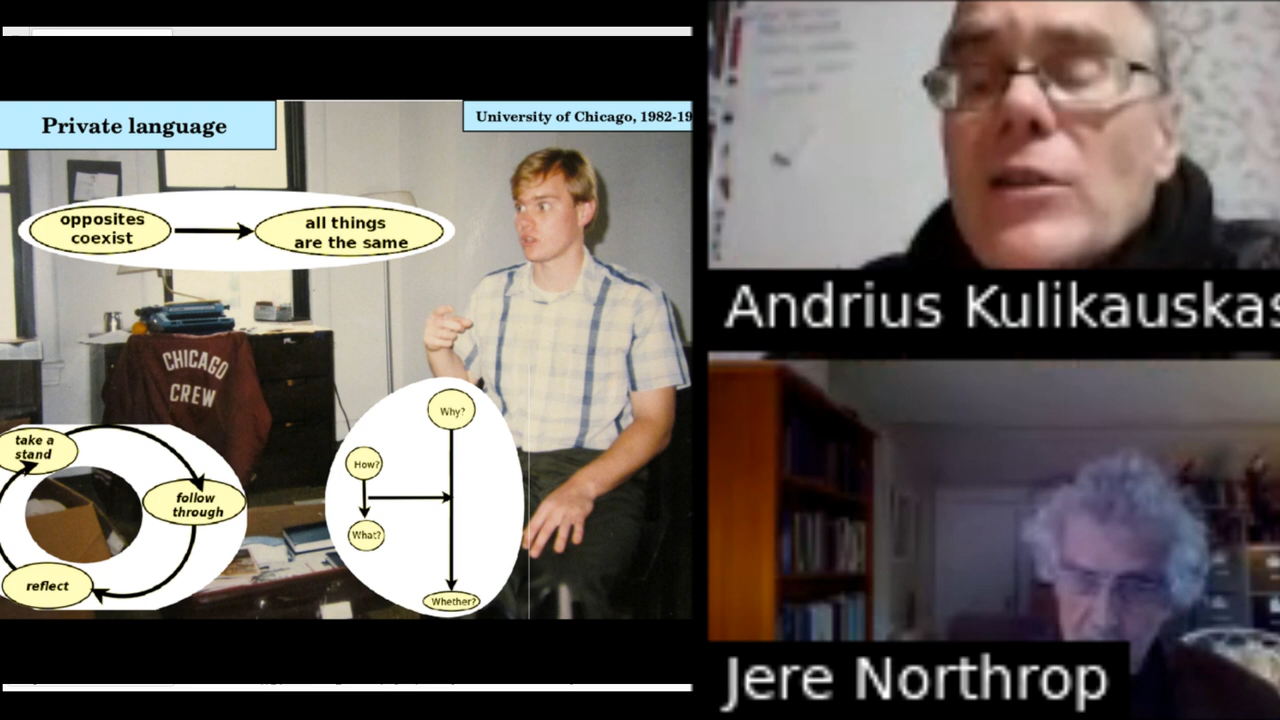 Private language
University of Chicago, 1982-19
opposites
coexist
all things
are the same
CHICAGO
CREW
take a
stand
follow
through
reflect
Why?
How?
What?
Whether?
Andrius Kulikauskas
Jere Northrop